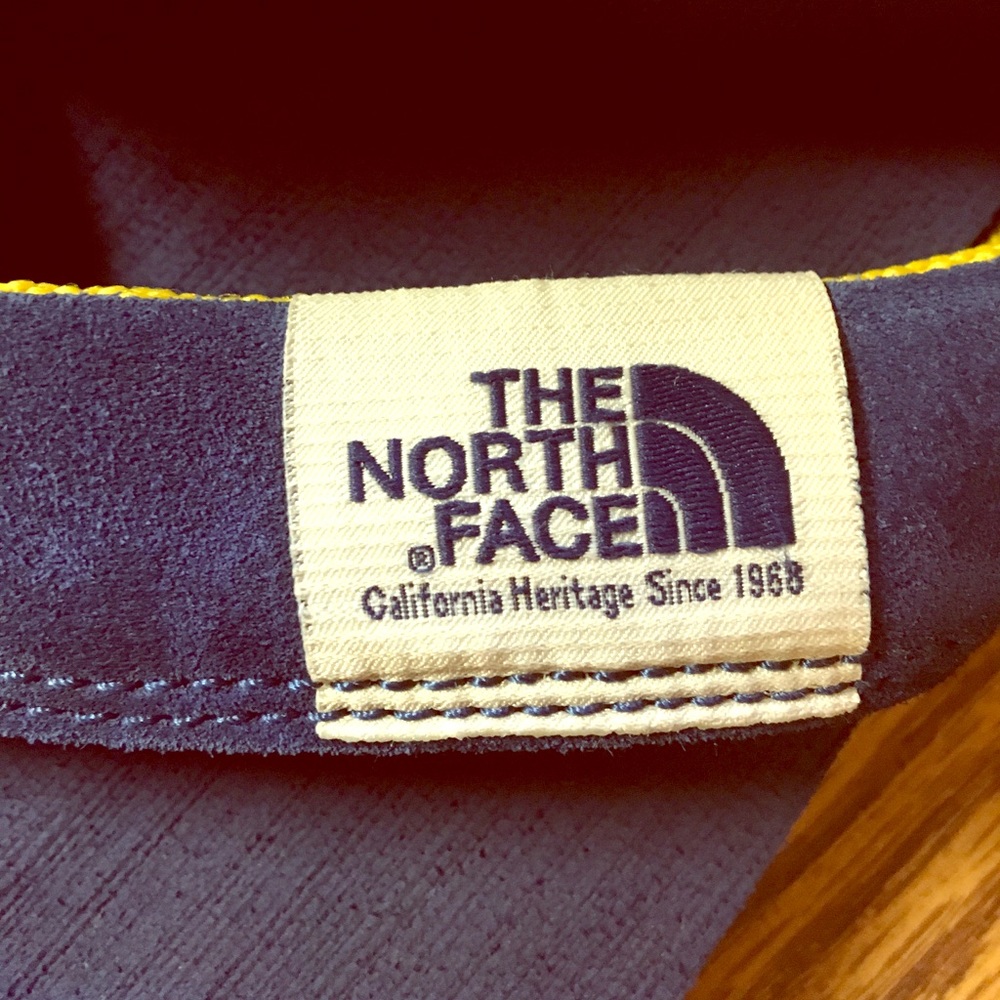 THE
NORTH
FACE
®
California Heritage Since 1968